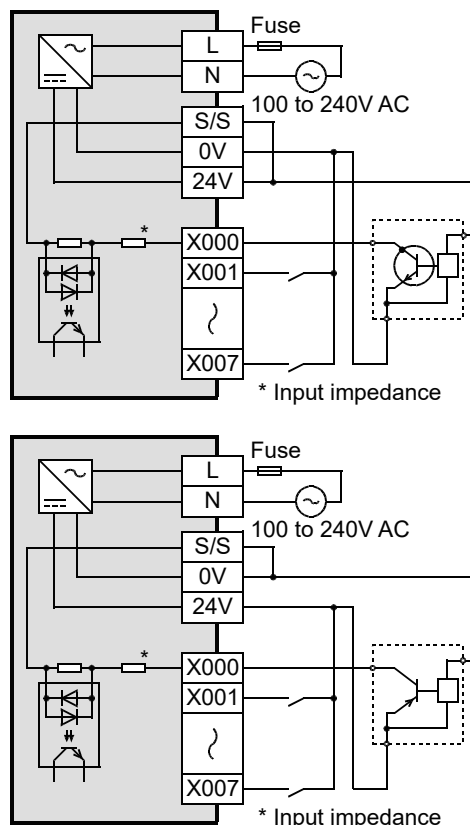 Fuse
L
N
100 to 240V AC
S/S
0V
24V
*
X000
X001
X007
* Input impedance
Fuse
L
N
100 to 240V AC
S/S
0V
24V
*
X000
X001
X007
* Input impedance